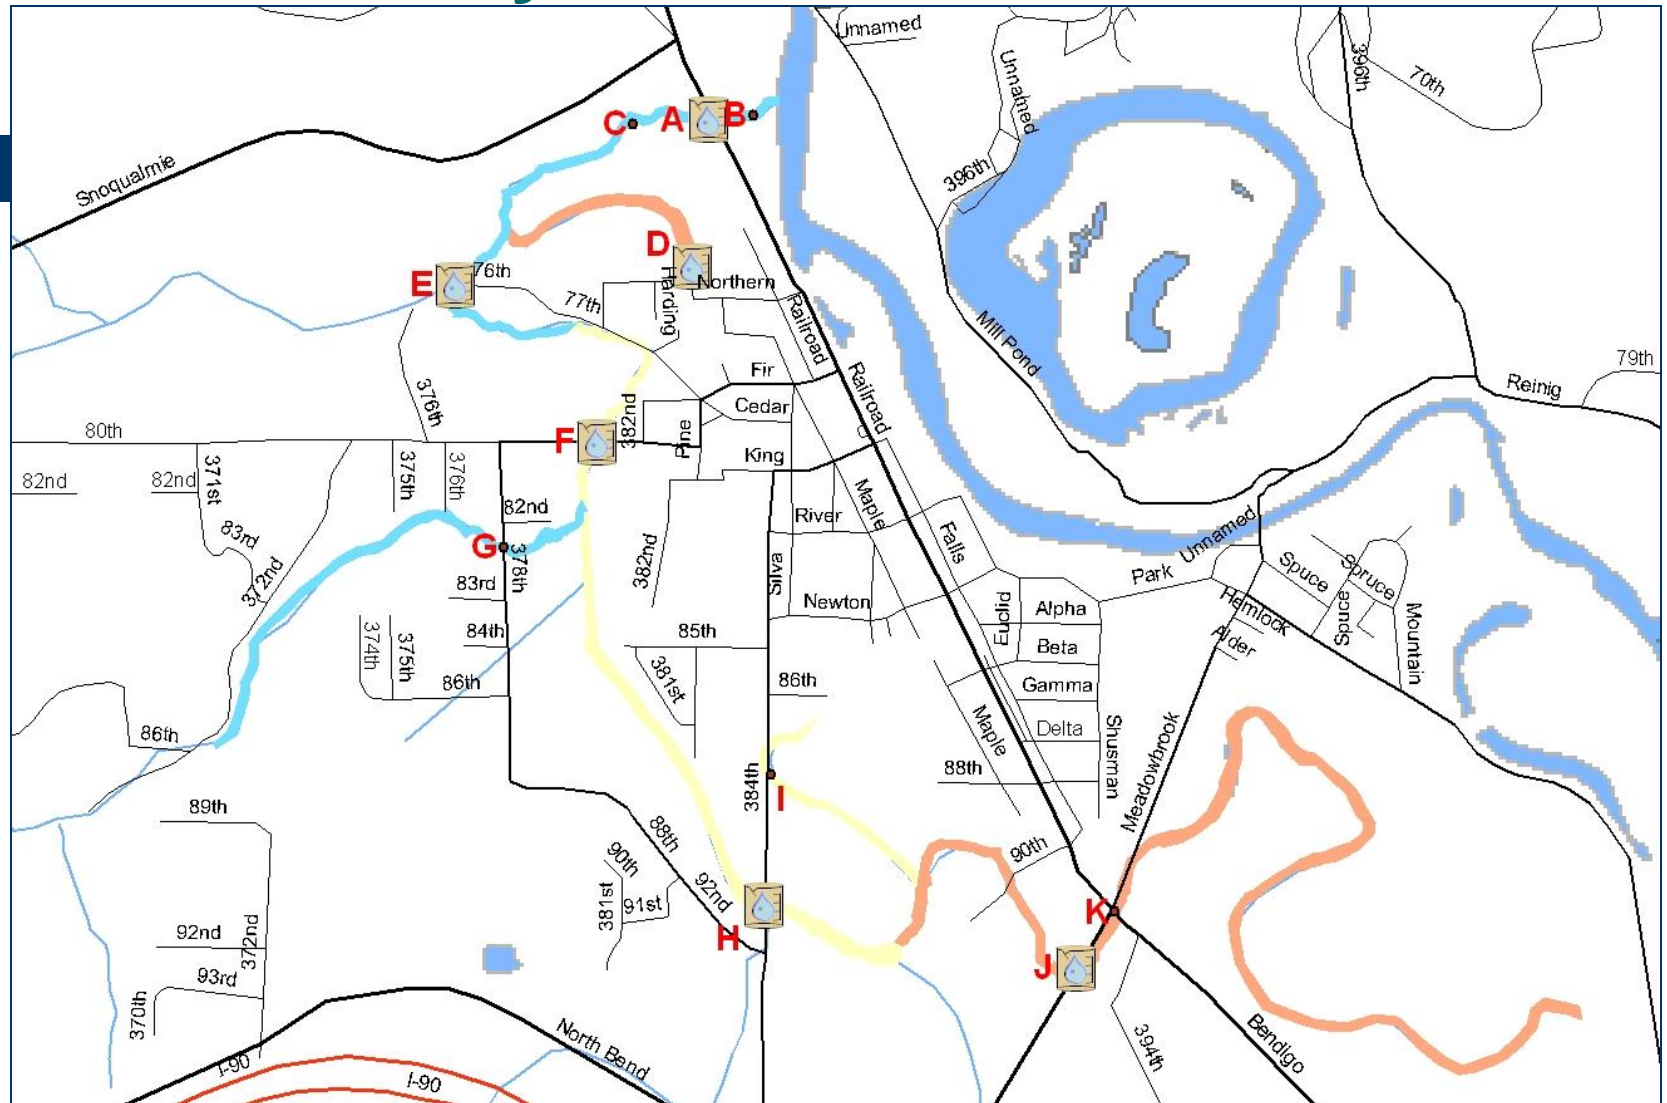 Unnamed
396th
70th
Unnamed
C
A
B
396th
Snoqualmie
D
E
76th
Northern
Harding
77th
Railroad
Mill Pond
79th
Reinig
Fir
Railroad
376th
Cedar
382nd
80th
F
Pine
King
82nd
82nd
371st
375th
376th
82nd
River
Maple
Falls
Unnamed
83rd
G
378th
382nd
Silva
Park
Spuce
Spruce
372nd
83rd
Newton
Euclid
Alpha
Hemlock
Spuce
Mountain
374th
375th
84th
85th
Beta
Alder
381st
86th
86th
Gamma
86th
Maple
Delta
Shusman
Meadowbrook
384th
88th
I
89th
88th
90th
90th
92nd
381st
91st
K
H
92nd
372nd
J
93rd
370th
North Bend
394th
Bendigo
I-90
I-90